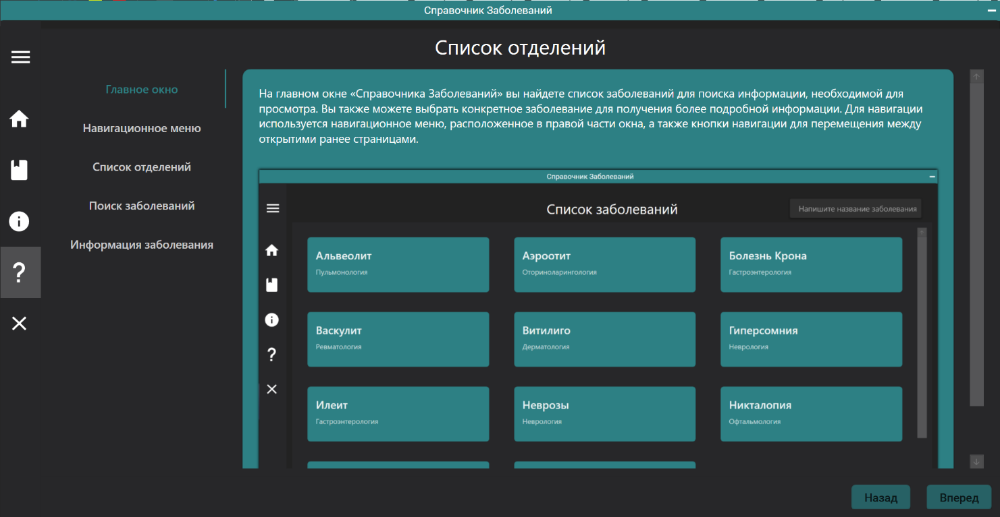 Справочник Заболеваний
Список отделений
Главное окно
Навигационное меню
Список отделений
Поиск заболеваний
Информация заболевания
На главном окне «Справочника Заболеваний» вы найдете список заболеваний для поиска информации, необходимой для
просмотра. Вы также можете выбрать конкретное заболевание для получения более подробной информации. Для навигации
используется навигационное меню, расположенное в правой части окна, а также кнопки навигации для перемещения между
открытими ранее страницами.
Справочник Заболеваний
Список заболеваний
Напишите название заболевания
Альвеолит
Пульмонология
Аэроотит
Оториноларингология
Болезнь Крона
Гастроэнтерология
Васкулит
Ревматология
Витилиго
Дерматология
Гиперсомния
Неврология
Илеит
Гастроэнтерология
Неврозы
Неврология
Никталопия
Офтальмология
Назад
Вперед